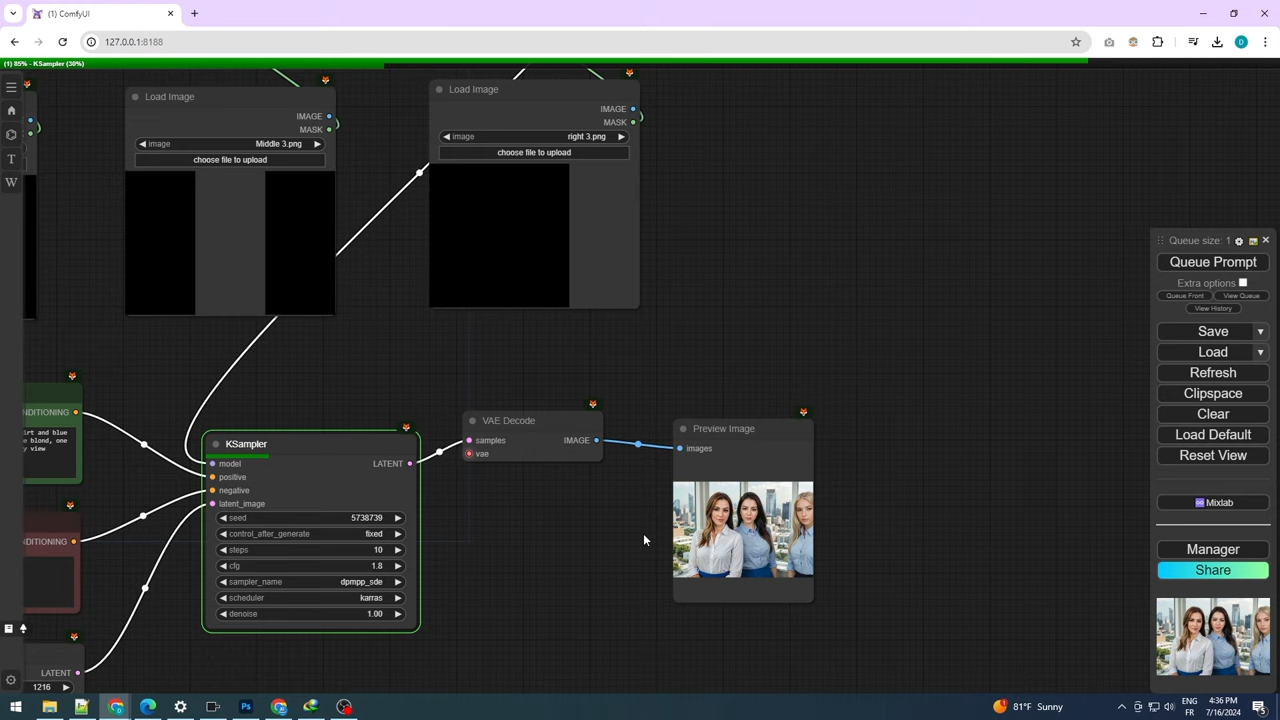 (1) ComfyUI
127.0.0.1:8188
(1) 85% - KSampler (30%)
Load Image
IMAGE
MASK
image Middle 3.png
choose file to upload
Load Image
IMAGE
MASK
image right 3.png
choose file to upload
T
W
Queue size: 1
Queue Prompt
Extra options
Queue Front
View Queue
View History
Save
Load
Refresh
Clipspace
Clear
Load Default
Reset View
Mixlab
Manager
Share
NDITIONING
irt and blue
e blond, one
NDITIONING
LATENT
1216
KSampler
model
LATENT
positive
negative
latent_image
seed 5738739
control_after_generate fixed
steps 10
cfg 1.8
sampler_name dpmpp_sde
scheduler karras
denoise 1.00
VAE Decode
samples
IMAGE
vae
Preview Image
images
81°F Sunny
ENG
FR
4:36 PM
7/16/2024